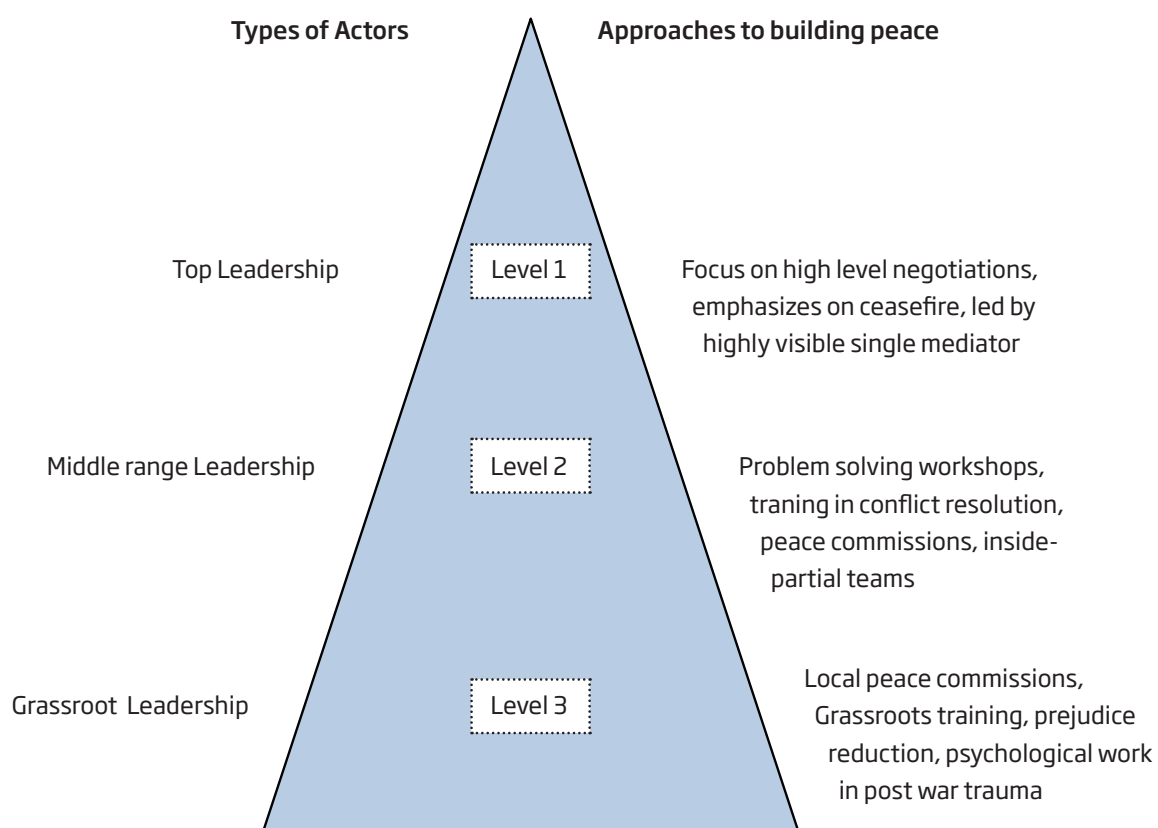 Types of Actors
Approaches to building peace
Top Leadership
Level 1
Focus on high level negotiations,
emphasizes on ceasefire, led by
highly visible single mediator
Middle range Leadership
Level 2
Problem solving workshops,
traning in conflict resolution,
peace commissions, inside-
partial teams
Grassroot Leadership
Level 3
Local peace commissions,
Grassroots training, prejudice
reduction, psychological work
in post war trauma